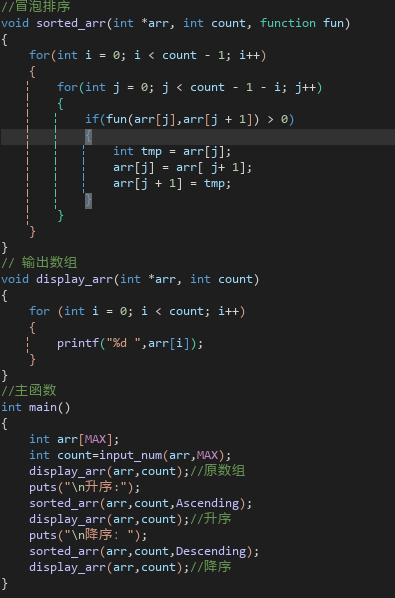 //冒泡排序
void sorted_arr(int *arr, int count, function fun)
{
    for(int i = 0; i < count - 1; i++)
    {
        for(int j = 0; j < count - 1 - i; j++)
        {
            if(fun(arr[j],arr[j + 1]) > 0)
            {
                int tmp = arr[j];
                arr[j] = arr[ j+ 1];
                arr[j + 1] = tmp;
            }
        }
    }
}
// 输出数组
void display_arr(int *arr, int count)
{
    for (int i = 0; i < count; i++)
    {
        printf("%d ",arr[i]);
    }
}
//主函数
int main()
{
    int arr[MAX];
    int count=input_num(arr,MAX);
    display_arr(arr,count);//原数组
    puts("\n升序:");
    sorted_arr(arr,count,Ascending);
    display_arr(arr,count);//升序
    puts("\n降序: ");
    sorted_arr(arr,count,Descending);
    display_arr(arr,count);//降序
}